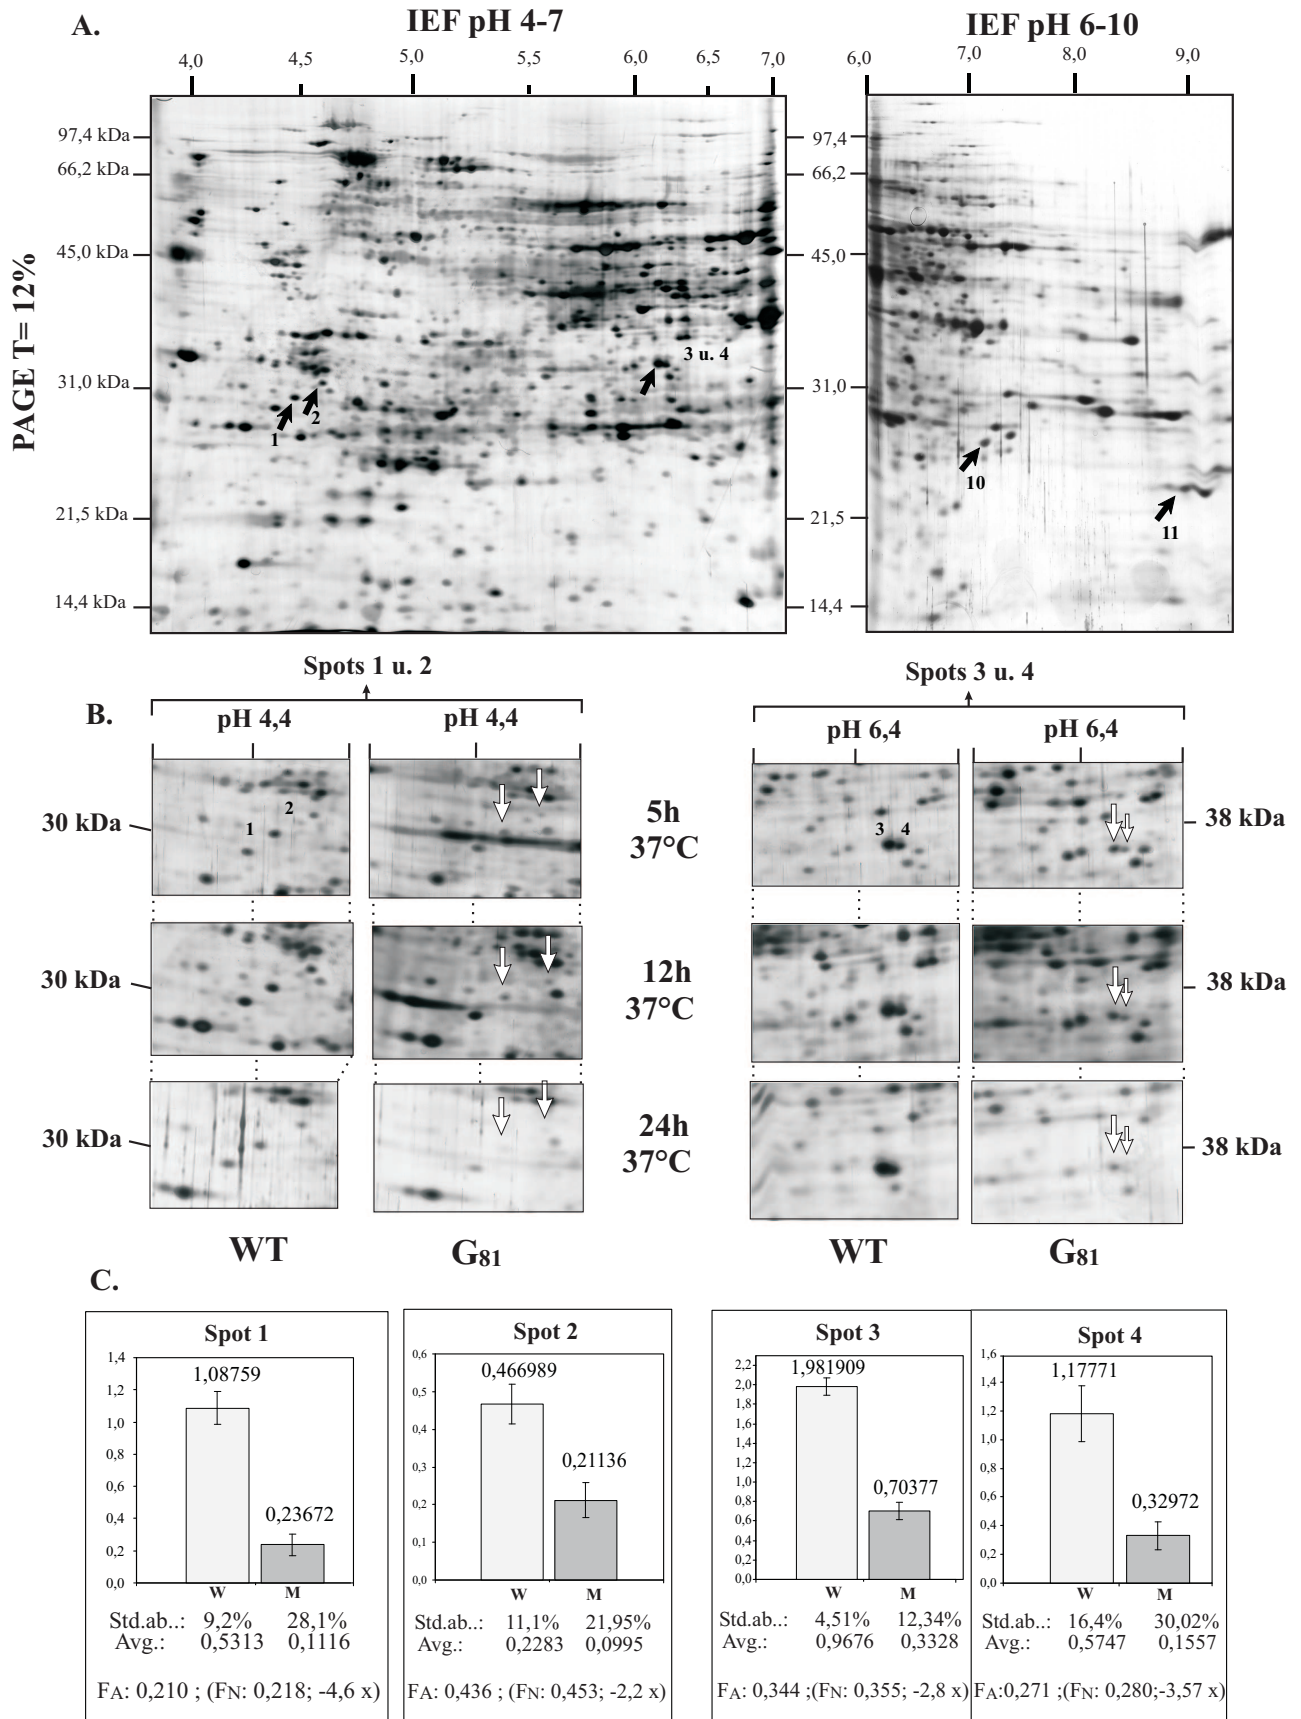 A.
IEF pH 4-7
IEF pH 6-10
4,0 4,5 5,0 5,5 6,0 6,5 7,0
6,0 7,0 8,0 9,0
PAGE T= 12%
97,4 kDa
66,2 kDa
45,0 kDa
31,0 kDa
21,5 kDa
14,4 kDa
1
2
3 u. 4
97,4
66,2
45,0
31,0
21,5
14,4
10
11
B.
Spots 1 u. 2
Spots 3 u. 4
pH 4,4 pH 4,4
pH 6,4 pH 6,4
30 kDa
1 2
5h
37°C
3 4
38 kDa
30 kDa
12h
37°C
38 kDa
30 kDa
24h
37°C
38 kDa
WT G81
WT G81
C.
Spot 1
1,4
1,2
1,0
0,8
0,6
0,4
0,2
0,0
1,08759
0,23672
W M
Std.ab..: 9,2% 28,1%
Avg.: 0,5313 0,1116
FA: 0,210 ; (FN: 0,218; -4,6 x)
Spot 2
0,6
0,5
0,4
0,3
0,2
0,1
0,0
0,466989
0,21136
W M
11,1% 21,95%
0,2283 0,0995
FA: 0,436 ; (FN: 0,453; -2,2 x)
Spot 3
2,2
2,0
1,8
1,6
1,4
1,2
1,0
0,8
0,6
0,4
0,2
0,0
1,981909
0,70377
W M
Std.ab..: 4,51% 12,34%
Avg.: 0,9676 0,3328
FA: 0,344 ;(FN: 0,355; -2,8 x)
Spot 4
1,6
1,4
1,2
1,0
0,8
0,6
0,4
0,2
0,0
1,17771
0,32972
W M
16,4% 30,02%
0,5747 0,1557
FA:0,271 ;(FN: 0,280;-3,57 x)